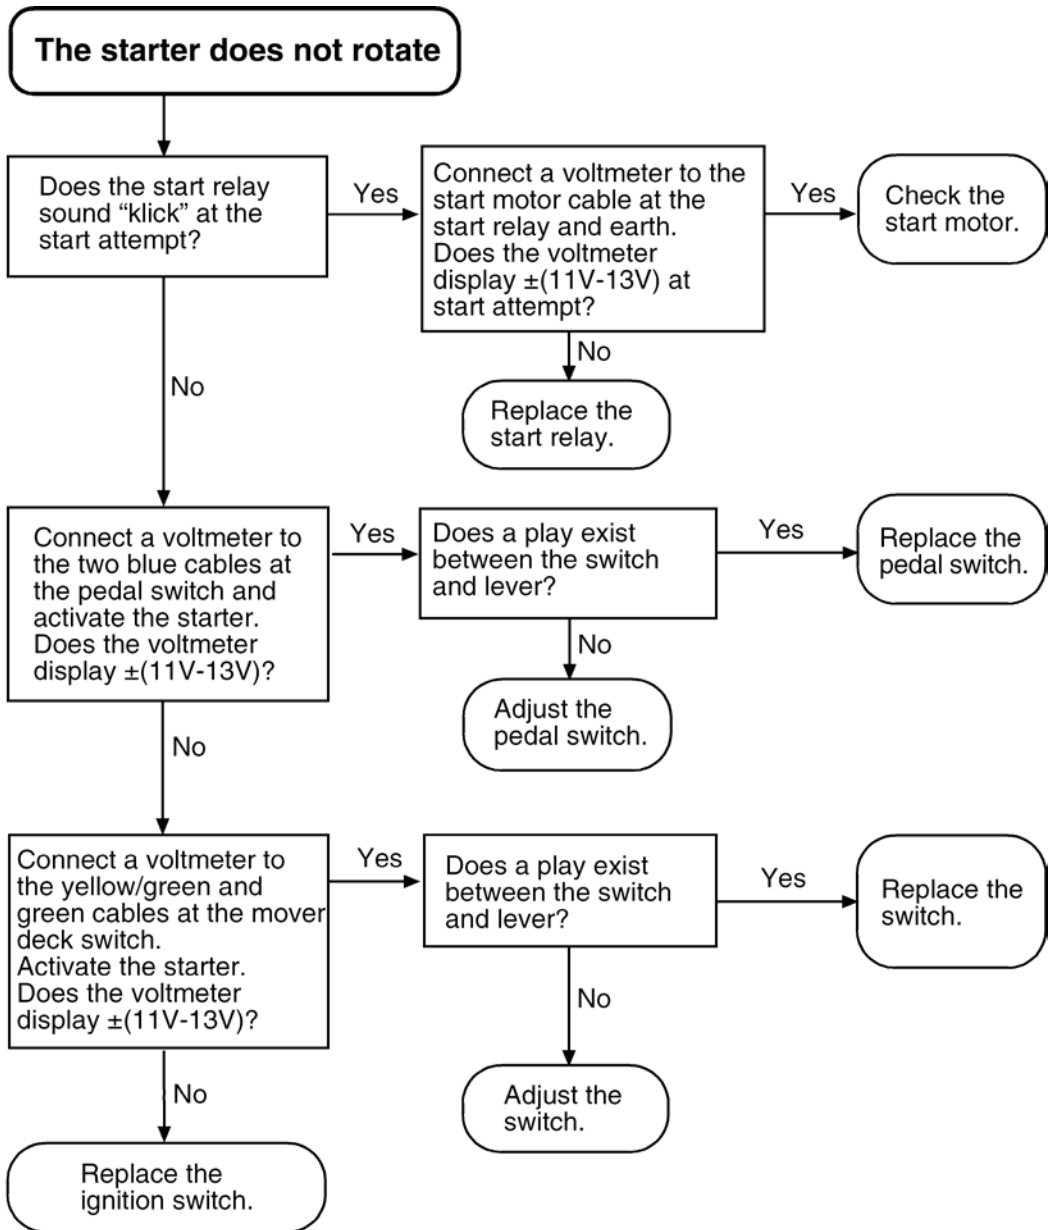 The starter does not rotate
Does the start relay
sound “klick” at the
start attempt?
Yes
Connect a voltmeter to the
start motor cable at the
start relay and earth.
Does the voltmeter
display ±(11V-13V) at
start attempt?
Yes
Check the
start motor.
No
Replace the
start relay.
No
Connect a voltmeter to
the two blue cables at
the pedal switch and
activate the starter.
Does the voltmeter
display ±(11V-13V)?
Yes
Does a play exist
between the switch
and lever?
Yes
Replace the
pedal switch.
No
Adjust the
pedal switch.
No
Connect a voltmeter to
the yellow/green and
green cables at the mover
deck switch.
Activate the starter.
Does the voltmeter
display ±(11V-13V)?
Yes
Does a play exist
between the switch
and lever?
Yes
Replace the
switch.
No
Adjust the
switch.
No
Replace the
ignition switch.